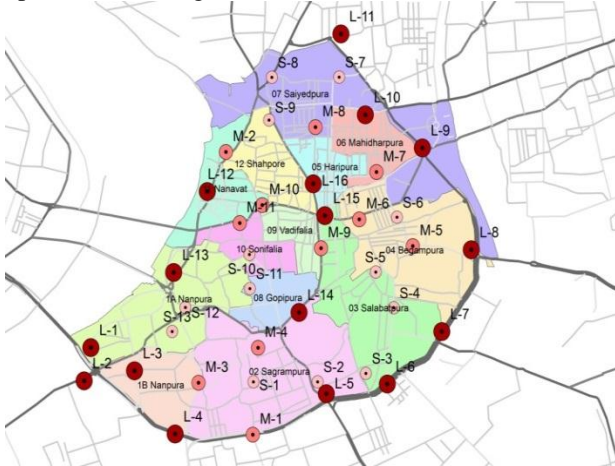 L-11
S-8
S-7
07 Saiyedpura
L-10
S-9
M-8
06 Mahidharpura
L-9
M-2
12 Shahpore
05 Haripura
M-7
L-12
Nanavat
M-10
L-16
M-11
L-15
M-6
S-6
09 Vadifalia
M-5
10 Sonifalia
M-9
04 Begampura
L-8
L-13
S-10
S-11
S-5
1A Nanpura
08 Gopipura
L-14
S-4
03 Salabatpura
S-12
S-13
L-7
L-1
M-4
L-2
L-3
M-3
02 Sagrampura
S-2
S-3
1B Nanpura
S-1
L-5
L-6
L-4
M-1